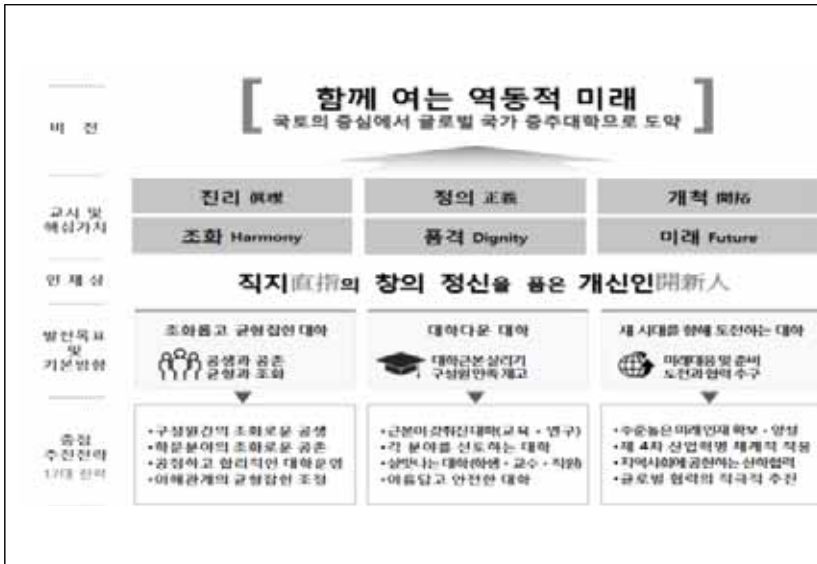 비 전
함께 여는 역동적 미래
국토의 중심에서 글로벌 국가 중추대학으로 도약
교시 및
핵심가치
진리 眞理
정의 正義
개척 開拓
조화 Harmony
품격 Dignity
미래 Future
인 재 상
직지直指의 창의 정신을 품은 개신인開新人
발전목표
및
기본방향
조화롭고 균형잡힌 대학
공생과 공존
균형과 조화
대학다운 대학
대학근본 살리기
구성원만족 제고
새 시대를 향해 도전하는 대학
미래대응 및 준비
도전과 협력 추구
중점
추진전략
12대 전략
•구성원간의 조화로운 공생
•학문분야의 조화로운 공존
•공정하고 합리적인 대학운영
•이해관계의 균형잡힌 조정
•근본이 갖춰진 대학(교육·연구)
•각 분야를 선도하는 대학
•살맛나는 대학(학생·교수·직원)
•아름답고 안전한 대학
•수준높은 미래인재 확보·양성
•제 4차 산업혁명 체계적 적응
•지역사회에 공헌하는 산학협력
•글로벌 협력의 적극적 추진